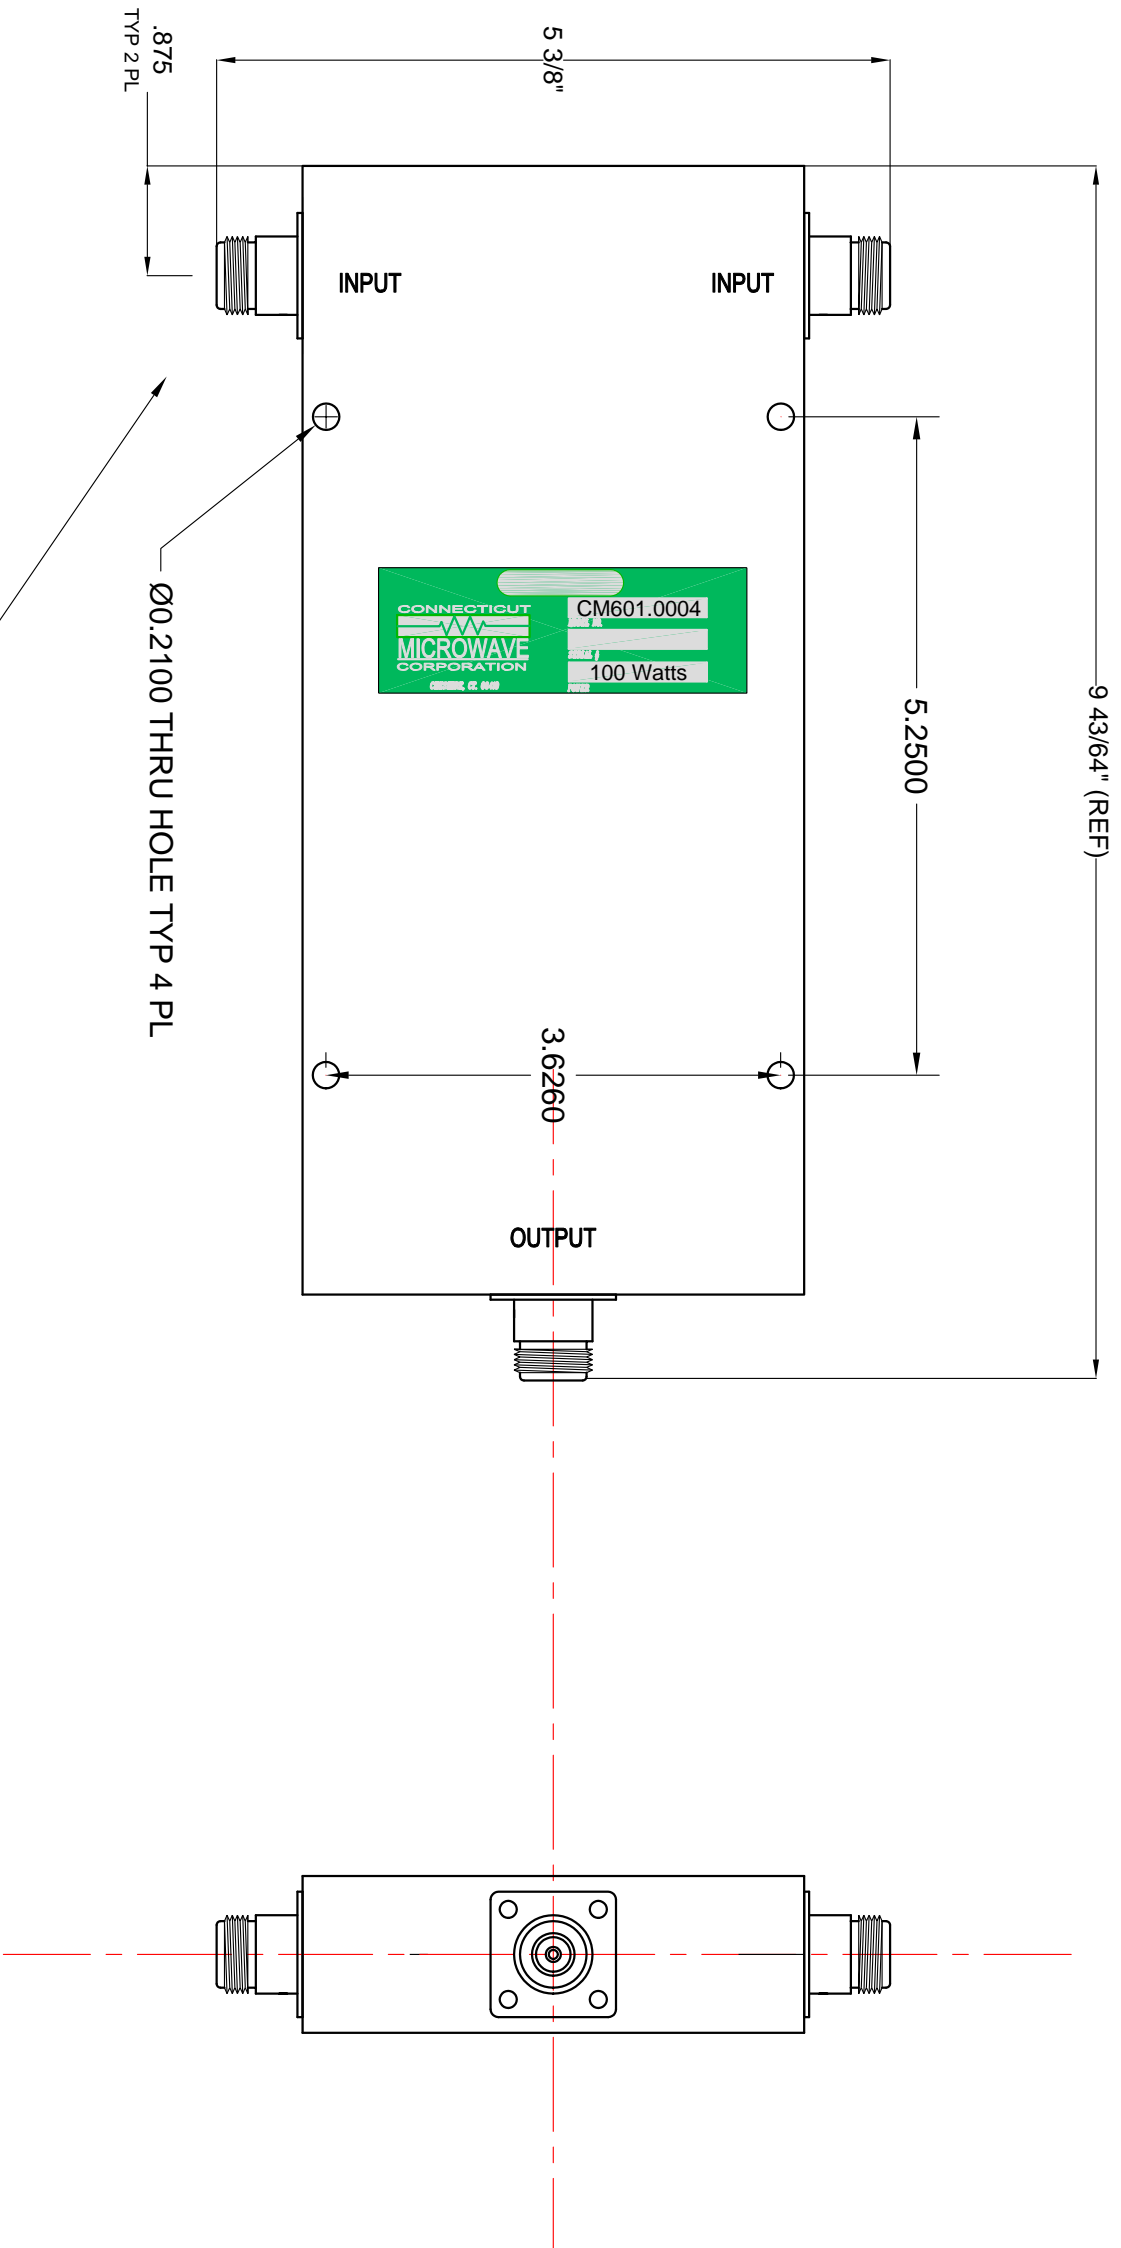 .875
TYP 2 PL
5 3/8"
9 43/64" (REF)
INPUT
INPUT
Ø0.2100 THRU HOLE TYP 4 PL
CONNECTICUT
MICROWAVE
CORPORATION
CM601.0004
100 Watts
5.2500
3.6260
OUTPUT